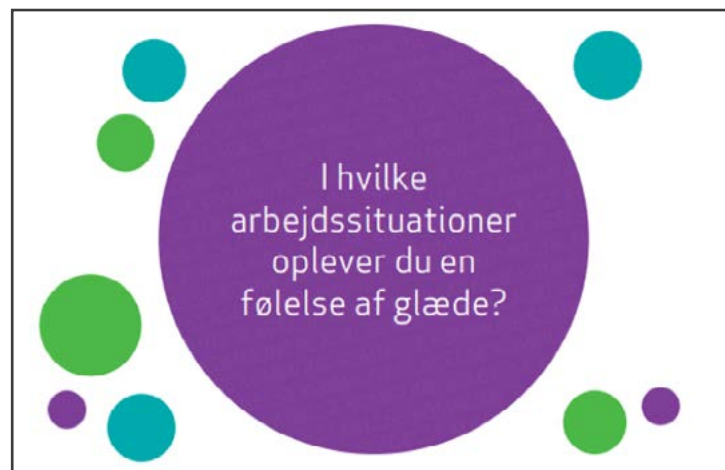 I hvilke
arbejdssituationer
oplever du en
følelse af glæde?